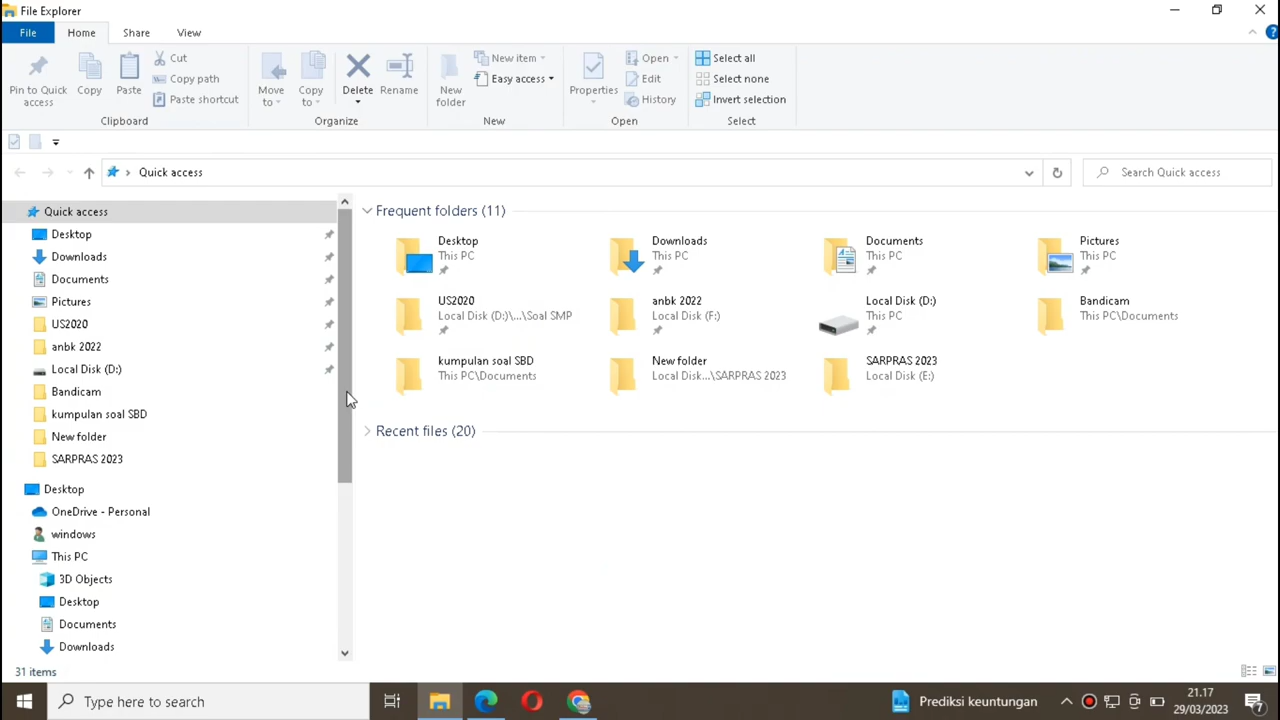 File Explorer
File
Home
Share
View
Pin to Quick
access
Copy
Paste
Cut
Copy path
Paste shortcut
Clipboard
Move
to
Copy
to
Delete
Rename
Organize
New
folder
New item
Easy access
New
Properties
Open
Edit
History
Open
Select all
Select none
Invert selection
Select
Quick access
Search Quick access
Quick access
Desktop
Downloads
Documents
Pictures
US2020
anbk 2022
Local Disk (D:)
Bandicam
kumpulan soal SBD
New folder
SARPRAS 2023
Desktop
OneDrive - Personal
windows
This PC
3D Objects
Desktop
Documents
Downloads
Frequent folders (11)
Desktop
This PC
Downloads
This PC
Documents
This PC
Pictures
This PC
US2020
Local Disk (D:)\...\Soal SMP
anbk 2022
Local Disk (F:)
Local Disk (D:)
This PC
Bandicam
This PC\Documents
kumpulan soal SBD
This PC\Documents
New folder
Local Disk...\SARPRAS 2023
SARPRAS 2023
Local Disk (E:)
Recent files (20)
31 items
Type here to search
Prediksi keuntungan
21.17
29/03/2023
7